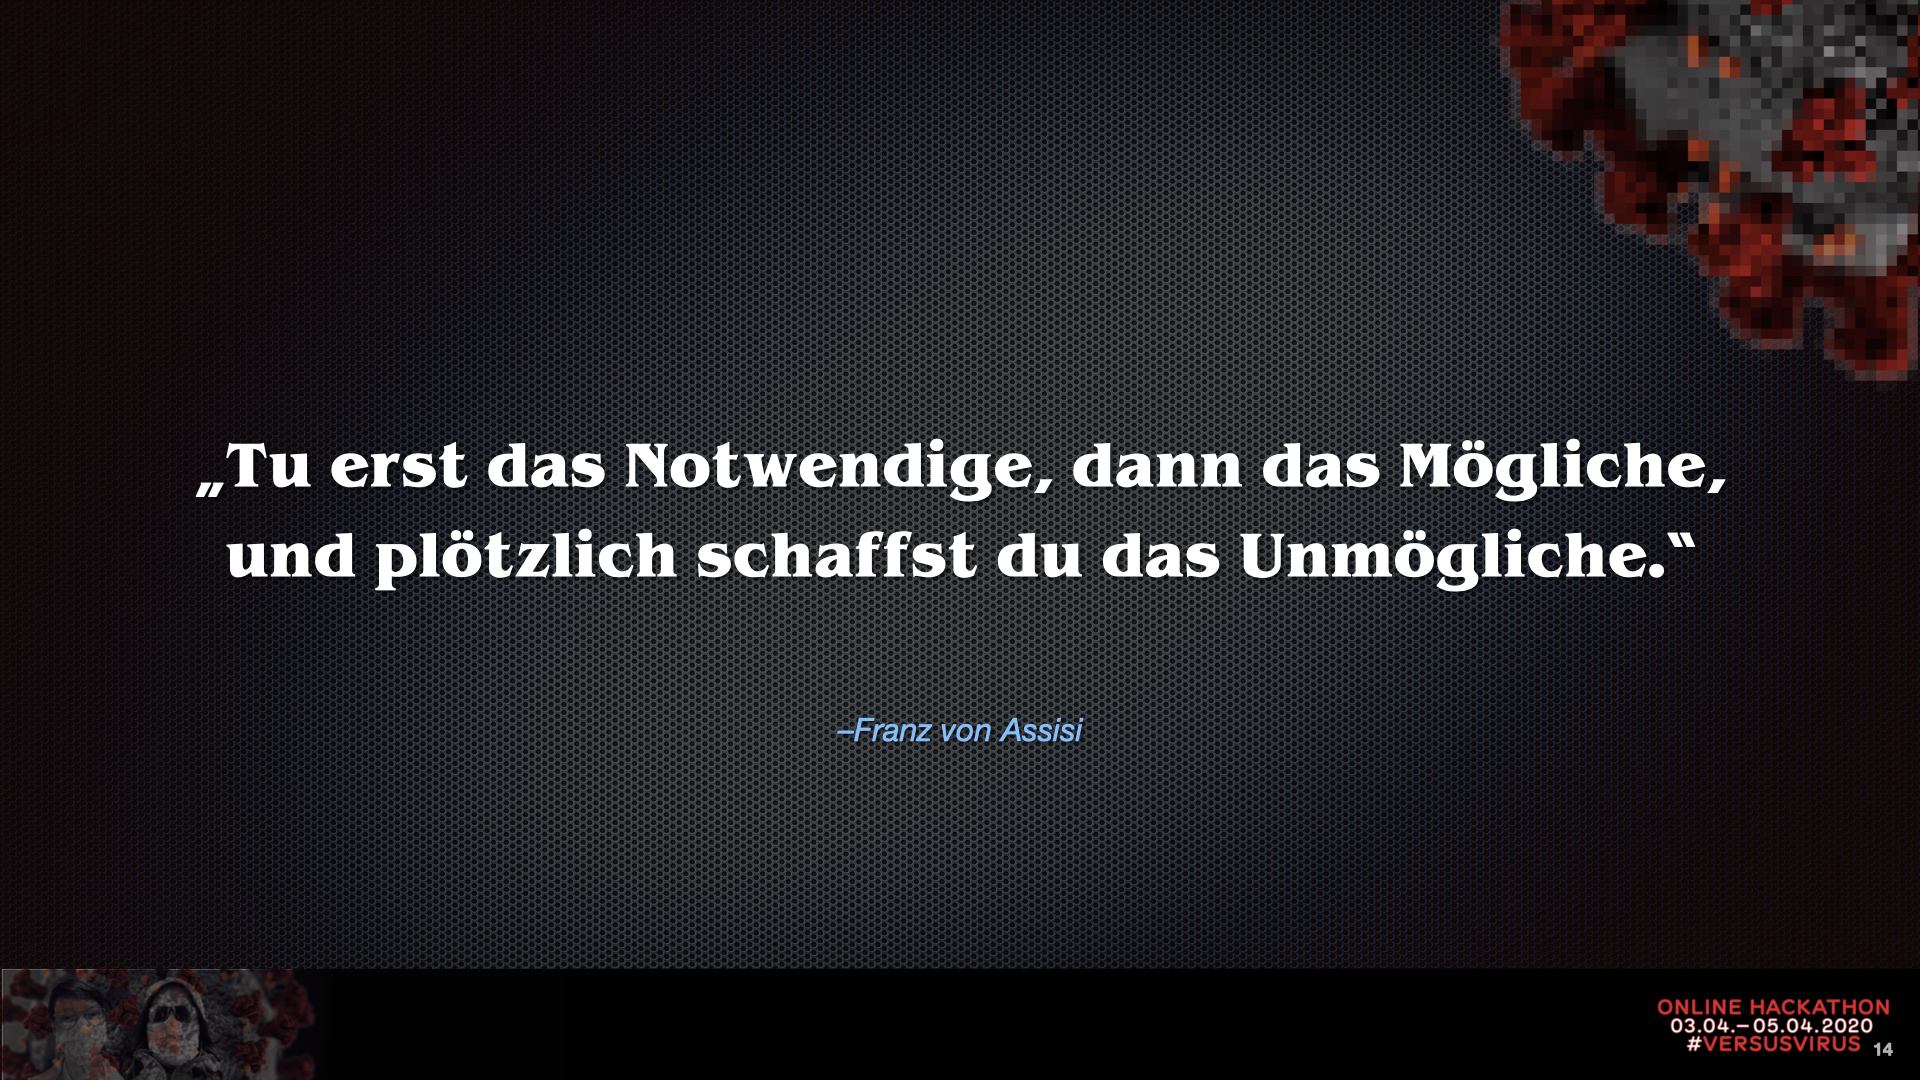 „Tu erst das Notwendige, dann das Mögliche,
und plötzlich schaffst du das Unmögliche.“
–Franz von Assisi
ONLINE HACKATHON
03.04.–05.04.2020
#VERSUSVIRUS
14